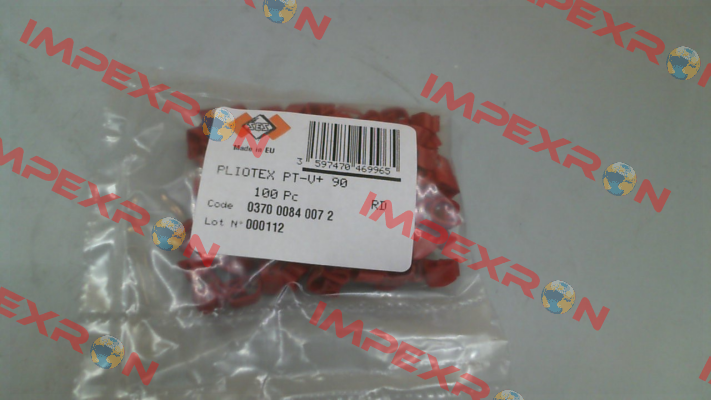 Made in EU
3 597470 469965
PLIOTEX PT-V+ 90
100 Pc RD
Code 0370 0084 007 2
Lot N° 000112
IMPEXRON
IMPEXRON
IMPEXRON
IMPEXRON
IMPEXRON
IMPEXRON
IMPEXRON